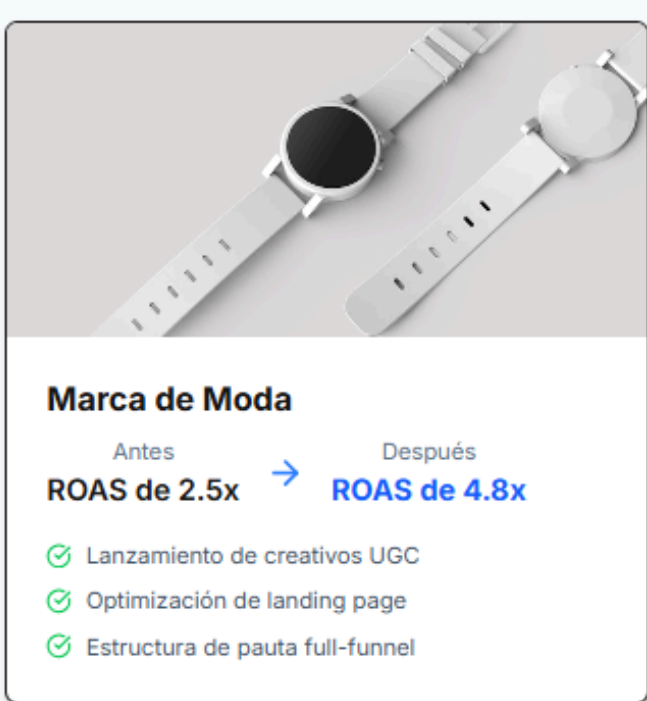 Marca de Moda
Antes
Después
ROAS de 2.5x
ROAS de 4.8x
Lanzamiento de creativos UGC
Optimización de landing page
Estructura de pauta full-funnel